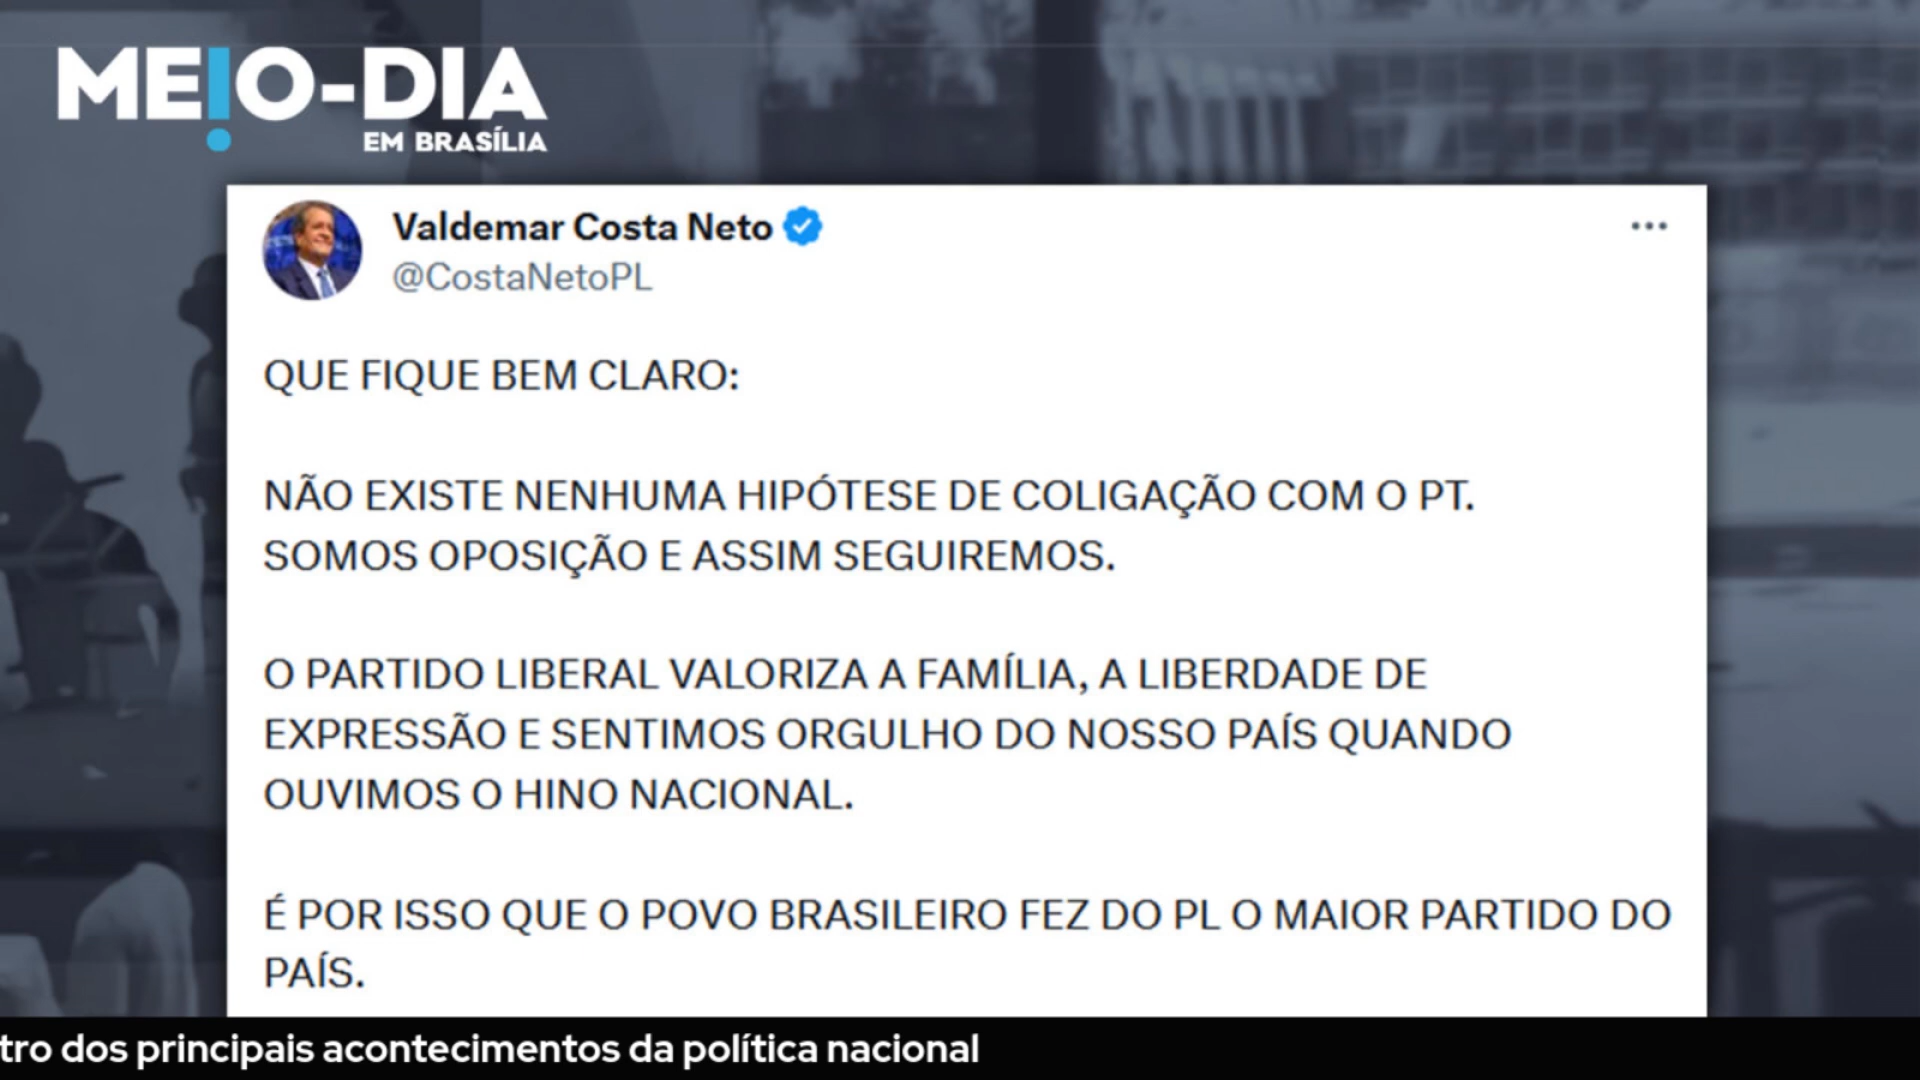 MEIO-DIA
EM BRASÍLIA
Valdemar Costa Neto
@CostaNetoPL
QUE FIQUE BEM CLARO:
NÃO EXISTE NENHUMA HIPÓTESE DE COLIGAÇÃO COM O PT.
SOMOS OPOSIÇÃO E ASSIM SEGUIREMOS.
O PARTIDO LIBERAL VALORIZA A FAMÍLIA, A LIBERDADE DE
EXPRESSÃO E SENTIMOS ORGULHO DO NOSSO PAÍS QUANDO
OUVIMOS O HINO NACIONAL.
É POR ISSO QUE O POVO BRASILEIRO FEZ DO PL O MAIOR PARTIDO DO
PAÍS.
tro dos principais acontecimentos da política nacional